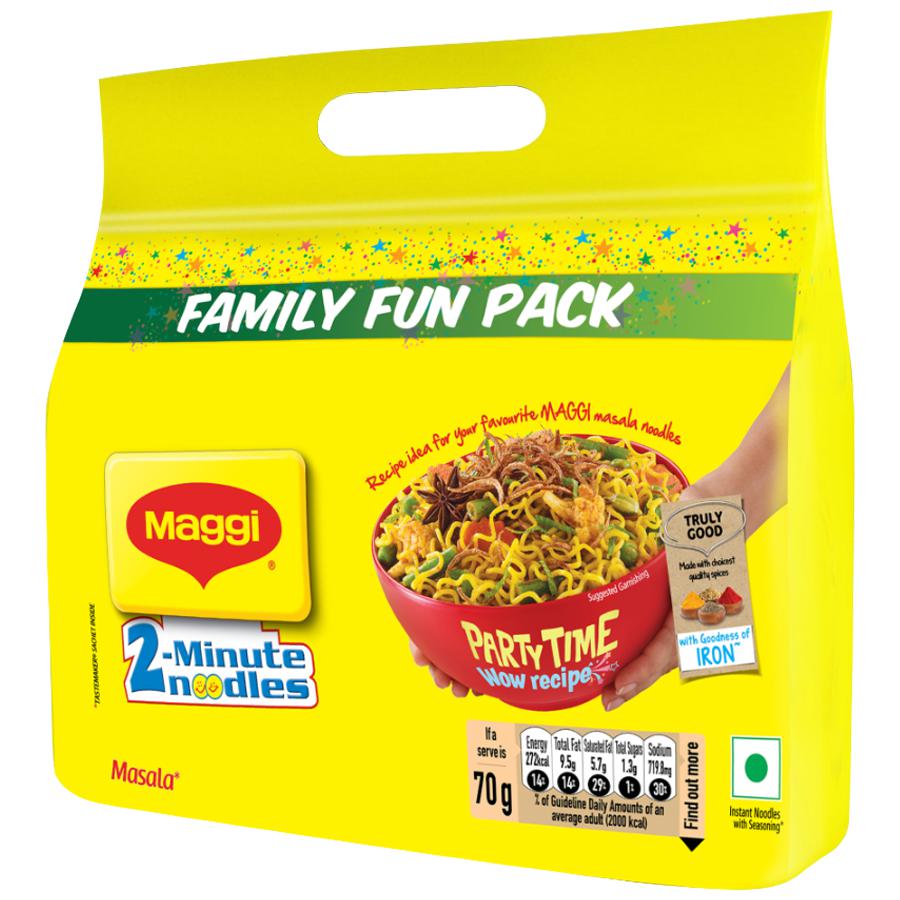 FAMILY FUN PACK
Recipe idea for your favourite MAGGI masala noodles
Maggi
®
TRULY
GOOD
Made with choicest
quality spices
with Goodness of
IRON™
Suggested Garnishing
PARTY TIME
Wow recipe
2-Minute
noodles
*TASTEMAKER® SACHET INSIDE
Masala*
If a
serve is
70g
Energy
272kcal
14%
Total Fat
9.5g
14%
Saturated Fat
5.7g
29%
Total Sugars
1.3g
1%
Sodium
719.8mg
30%
% of Guideline Daily Amounts of an
average adult (2000 kcal)
Find out more
Instant Noodles
with Seasoning*